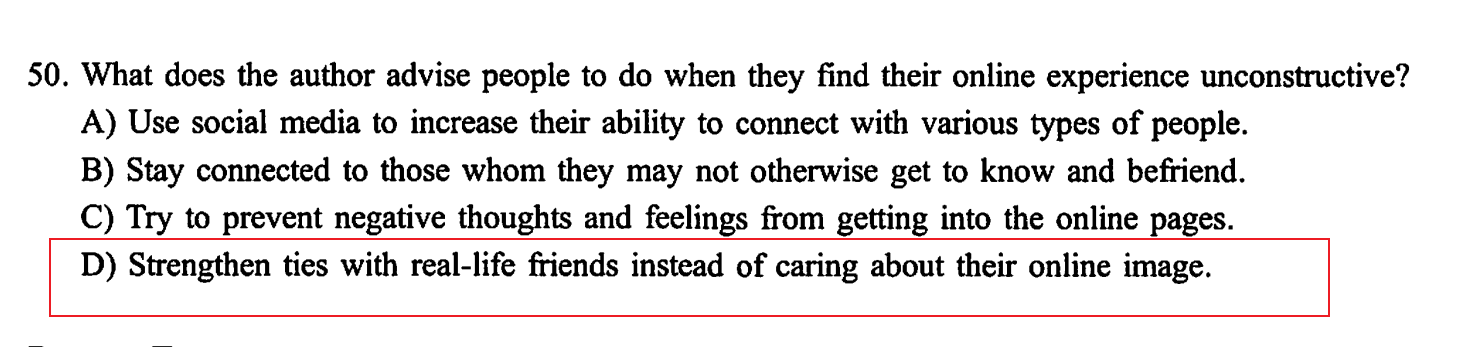 50. What does the author advise people to do when they find their online experience unconstructive?
A) Use social media to increase their ability to connect with various types of people.
B) Stay connected to those whom they may not otherwise get to know and befriend.
C) Try to prevent negative thoughts and feelings from getting into the online pages.
D) Strengthen ties with real-life friends instead of caring about their online image.